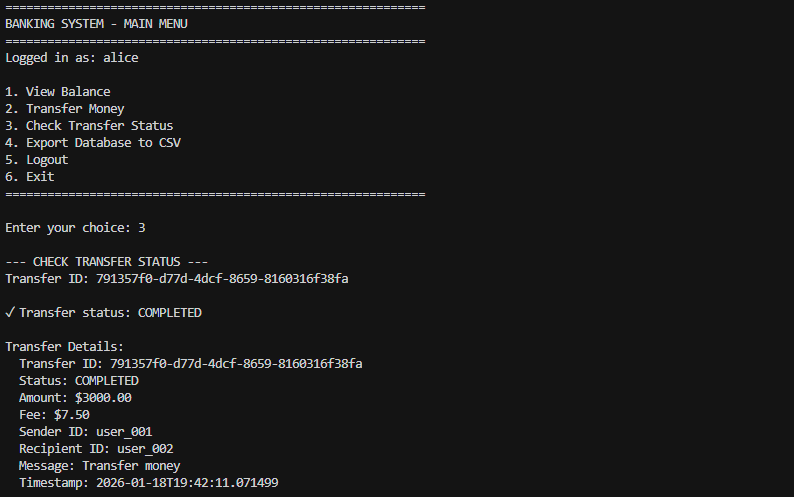 ============================================================
BANKING SYSTEM - MAIN MENU
============================================================
Logged in as: alice
1. View Balance
2. Transfer Money
3. Check Transfer Status
4. Export Database to CSV
5. Logout
6. Exit
============================================================
Enter your choice: 3
--- CHECK TRANSFER STATUS ---
Transfer ID: 791357f0-d77d-4dcf-8659-8160316f38fa
✓ Transfer status: COMPLETED
Transfer Details:
Transfer ID: 791357f0-d77d-4dcf-8659-8160316f38fa
Status: COMPLETED
Amount: $3000.00
Fee: $7.50
Sender ID: user_001
Recipient ID: user_002
Message: Transfer money
Timestamp: 2026-01-18T19:42:11.071499